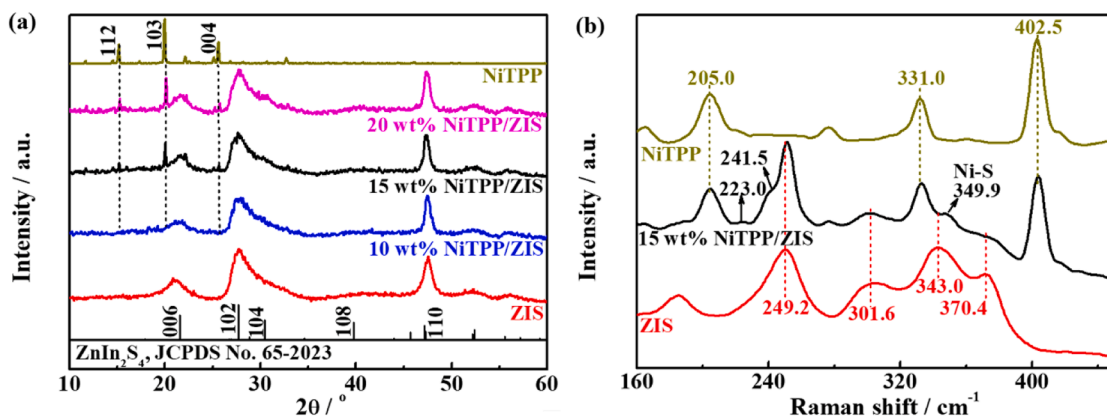 (a)
Intensity / a.u.
112
103
004
NiTPP
20 wt% NiTPP/ZIS
15 wt% NiTPP/ZIS
10 wt% NiTPP/ZIS
ZIS
006
102
104
108
110
ZnIn₂S₄, JCPDS No. 65-2023
10 20 30 40 50 60
2θ / °
(b)
Intensity / a.u.
402.5
205.0
331.0
NiTPP
241.5
223.0
Ni-S
349.9
15 wt% NiTPP/ZIS
ZIS
249.2
301.6
343.0
370.4
160 240 320 400
Raman shift / cm⁻¹